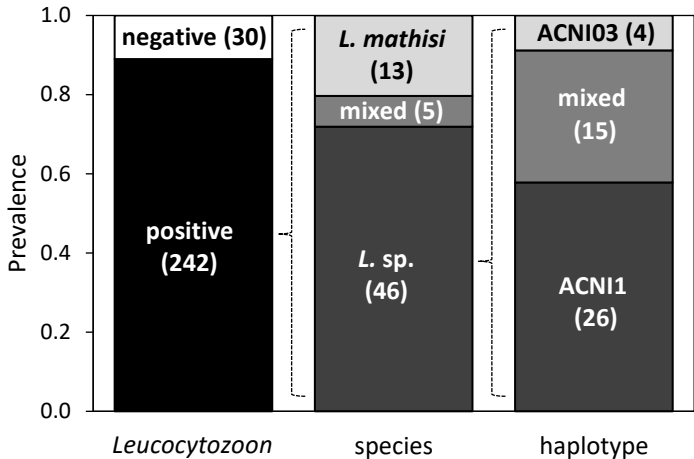 Prevalence
1.0
0.8
0.6
0.4
0.2
0.0
negative (30)
positive
(242)
Leucocytozoon
L. mathisi
(13)
mixed (5)
L. sp.
(46)
species
ACNI03 (4)
mixed
(15)
ACNI1
(26)
haplotype